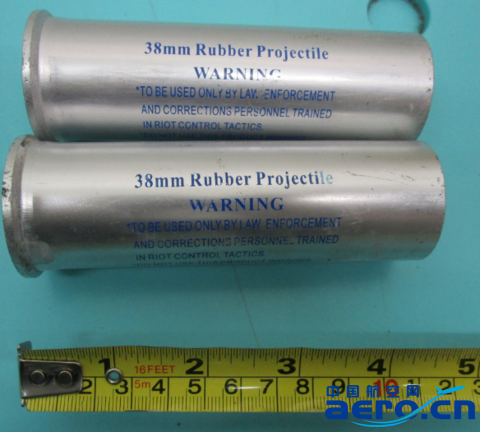 38mm Rubber Projectile
WARNING
*TO BE USED ONLY BY LAW ENFORCEMENT
AND CORRECTIONS PERSONNEL TRAINED
IN RIOT CONTROL TACTICS
38mm Rubber Projectile
WARNING
*TO BE USED ONLY BY LAW ENFORCEMENT
AND CORRECTIONS PERSONNEL TRAINED
IN RIOT CONTROL TACTICS
1 2 3 4 5
16 FEET
5m
2 3 4 5 6 7 8 9 10
中国航空网
aero.cn